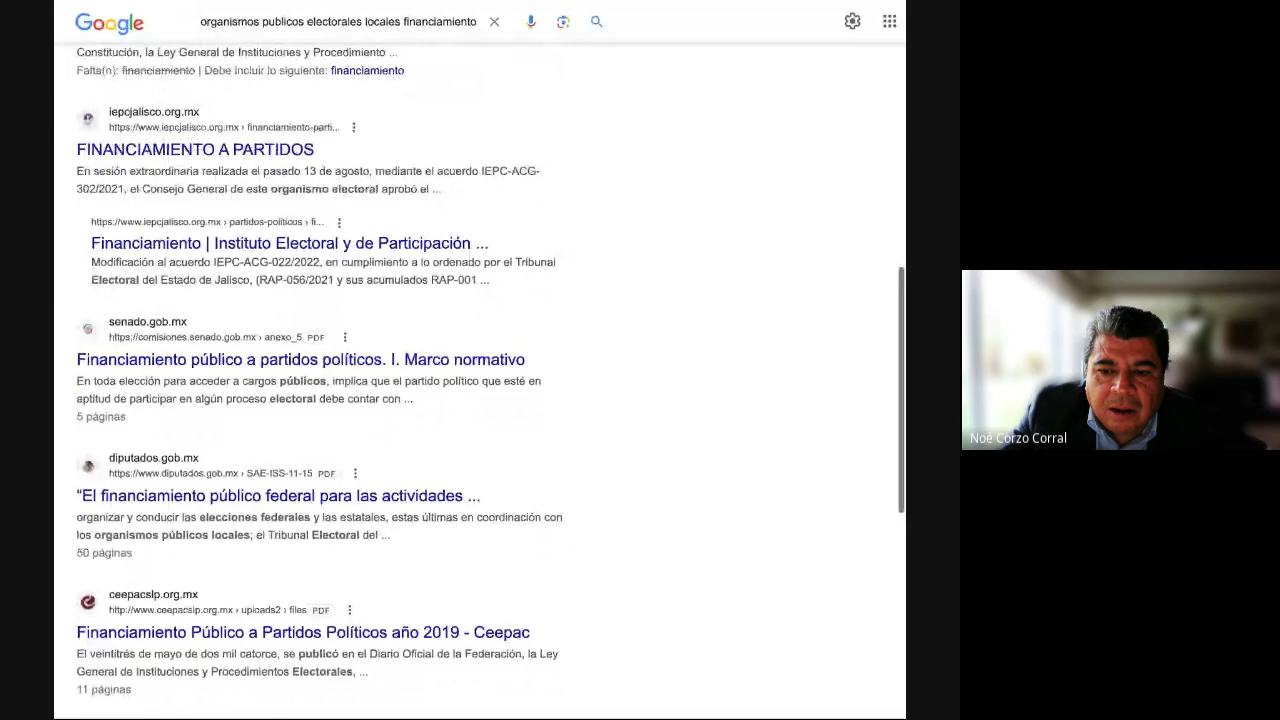 Google
organismos publicos electorales locales financiamiento
Constitución, la Ley General de Instituciones y Procedimiento ...
Falta(n): financiamiento | Debe incluir lo siguiente: financiamiento
iepcjalisco.org.mx
https://www.iepcjalisco.org.mx › financiamiento-parti...
FINANCIAMIENTO A PARTIDOS
En sesión extraordinaria realizada el pasado 13 de agosto, mediante el acuerdo IEPC-ACG-
302/2021, el Consejo General de este organismo electoral aprobó el ...
https://www.iepcjalisco.org.mx › partidos-politicos › fi...
Financiamiento | Instituto Electoral y de Participación ...
Modificación al acuerdo IEPC-ACG-022/2022, en cumplimiento a lo ordenado por el Tribunal
Electoral del Estado de Jalisco, (RAP-056/2021 y sus acumulados RAP-001 ...
senado.gob.mx
https://comisiones.senado.gob.mx › anexo_5 PDF
Financiamiento público a partidos políticos. I. Marco normativo
En toda elección para acceder a cargos públicos, implica que el partido político que esté en
aptitud de participar en algún proceso electoral debe contar con ...
5 páginas
diputados.gob.mx
https://www.diputados.gob.mx › SAE-ISS-11-15 PDF
“El financiamiento público federal para las actividades ...
organizar y conducir las elecciones federales y las estatales, estas últimas en coordinación con
los organismos públicos locales; el Tribunal Electoral del ...
50 páginas
ceepacslp.org.mx
http://www.ceepacslp.org.mx › uploads2 › files PDF
Financiamiento Público a Partidos Políticos año 2019 - Ceepac
El veintitrés de mayo de dos mil catorce, se publicó en el Diario Oficial de la Federación, la Ley
General de Instituciones y Procedimientos Electorales, ...
11 páginas
Noé Corzo Corral